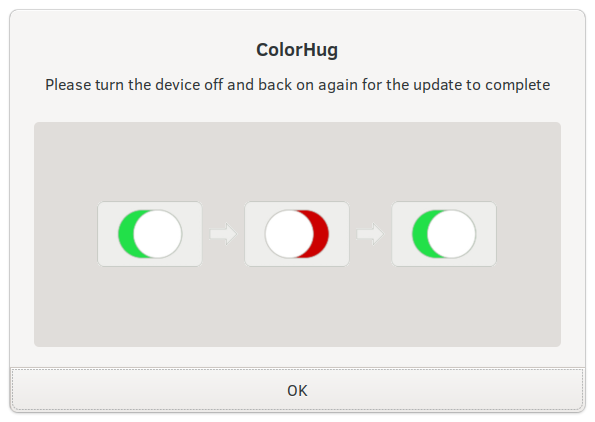 ColorHug
Please turn the device off and back on again for the update to complete
OK